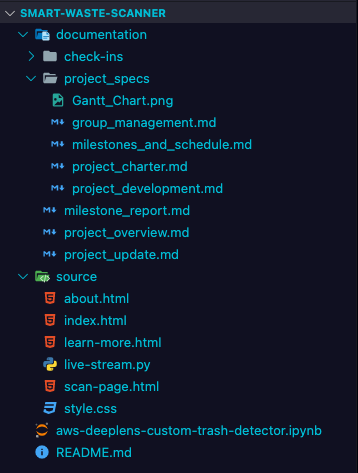 SMART-WASTE-SCANNER
documentation
check-ins
project_specs
Gantt_Chart.png
group_management.md
milestones_and_schedule.md
project_charter.md
project_development.md
milestone_report.md
project_overview.md
project_update.md
source
about.html
index.html
learn-more.html
live-stream.py
scan-page.html
style.css
aws-deeplens-custom-trash-detector.ipynb
README.md